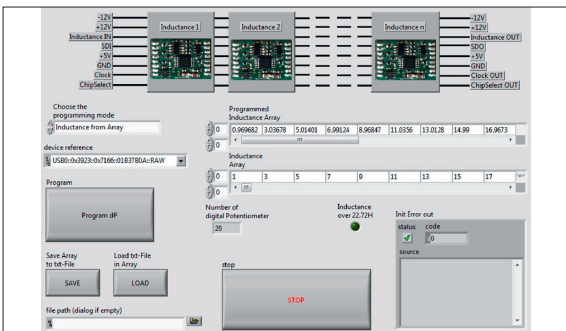 -12V
+12V
Inductance IN
SDI
+5V
GND
Clock
ChipSelect
Inductance 1
Inductance 2
Inductance n
-12V
+12V
Inductance OUT
SDO
+5V
GND
Clock OUT
ChipSelect OUT
Choose the
programming mode
Inductance from Array
device reference
USB0::0x3923::0x7166::01B37B0A::RAW
Program
Program dP
Save Array
to txt-File
Load txt-File
in Array
SAVE
LOAD
file path (dialog if empty)
Programmed
Inductance Array
0 0.969682 3.03678 5.01401 6.99124 8.96847 11.0356 13.0128 14.99 16.9673
Inductance
Array
0 1 3 5 7 9 11 13 15 17
0
Number of
digital Potentiometer
20
Inductance
over 22.72H
stop
STOP
Init Error out
status code
0
source